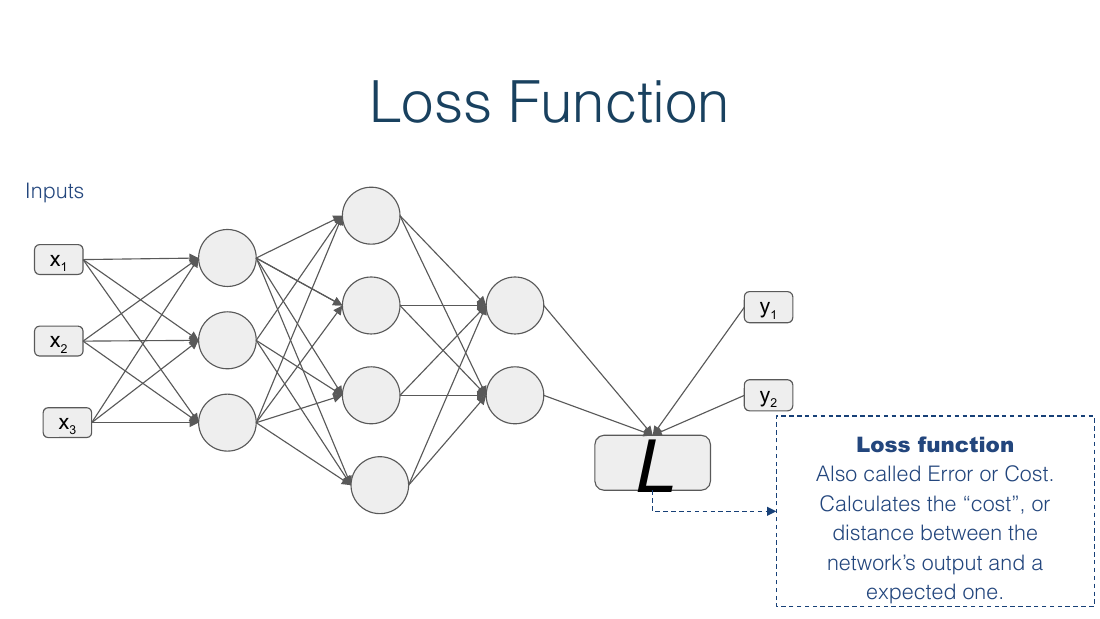 Loss Function
Inputs
x1
x2
x3
y1
y2
L
Loss function
Also called Error or Cost.
Calculates the “cost”, or
distance between the
network’s output and a
expected one.